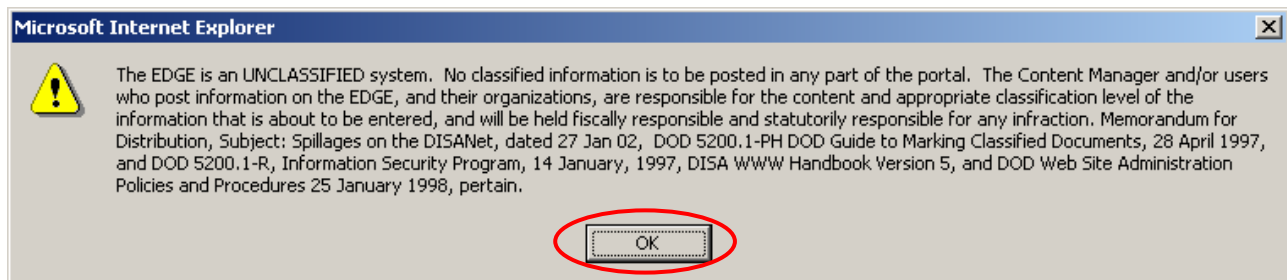 Microsoft Internet Explorer
The EDGE is an UNCLASSIFIED system.  No classified information is to be posted in any part of the portal.  The Content Manager and/or users
who post information on the EDGE, and their organizations, are responsible for the content and appropriate classification level of the
information that is about to be entered, and will be held fiscally responsible and statutorily responsible for any infraction. Memorandum for
Distribution, Subject: Spillages on the DISANet, dated 27 Jan 02,  DOD 5200.1-PH DOD Guide to Marking Classified Documents, 28 April 1997,
and DOD 5200.1-R, Information Security Program, 14 January, 1997, DISA WWW Handbook Version 5, and DOD Web Site Administration
Policies and Procedures 25 January 1998, pertain.
OK